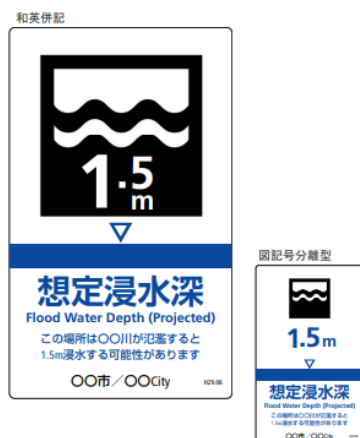 和英併記
1.5
m
想定浸水深
Flood Water Depth (Projected)
この場所は〇〇川が氾濫すると
1.5m浸水する可能性があります
〇〇市／〇〇City
H29.06
図記号分離型
1.5m
想定浸水深
Flood Water Depth (Projected)
この場所は〇〇川が氾濫すると
1.5m浸水する可能性があります
〇〇市／〇〇City